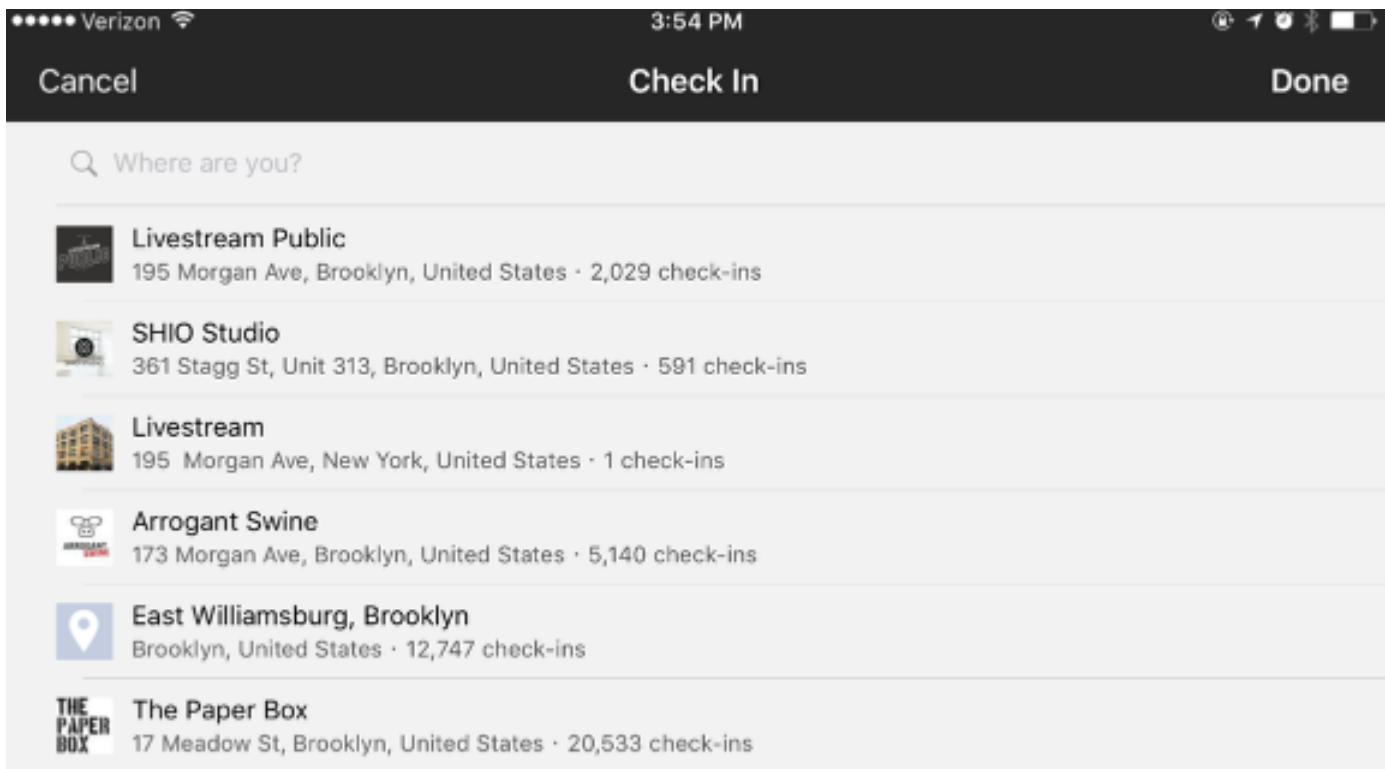 Verizon 3:54 PM
Cancel Check In Done
Where are you?
Livestream Public
195 Morgan Ave, Brooklyn, United States · 2,029 check-ins
SHIO Studio
361 Stagg St, Unit 313, Brooklyn, United States · 591 check-ins
Livestream
195 Morgan Ave, New York, United States · 1 check-ins
ARROGANT
SWINE
Arrogant Swine
173 Morgan Ave, Brooklyn, United States · 5,140 check-ins
East Williamsburg, Brooklyn
Brooklyn, United States · 12,747 check-ins
THE
PAPER
BOX
The Paper Box
17 Meadow St, Brooklyn, United States · 20,533 check-ins